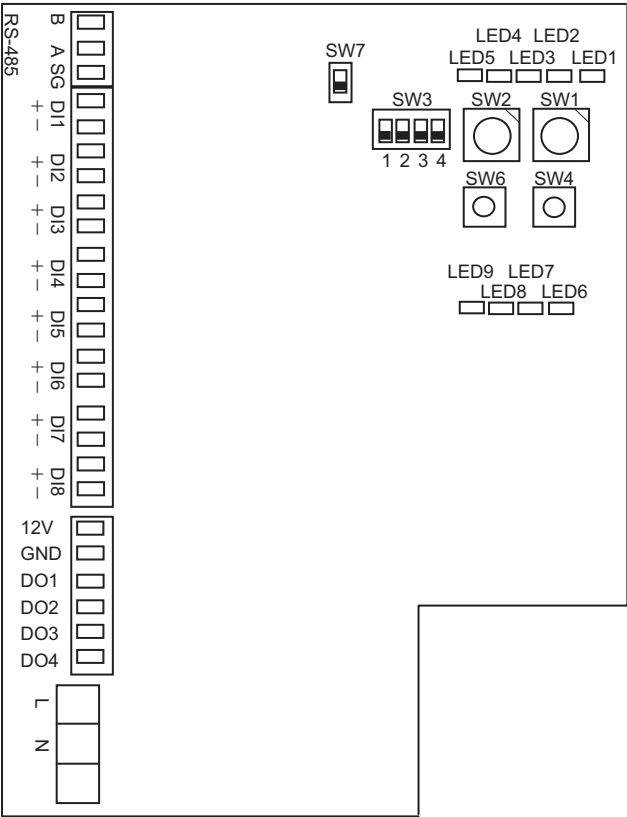 RS-485
B
A
SG
DI1
+ −
DI2
+ −
DI3
+ −
DI4
+ −
DI5
+ −
DI6
+ −
DI7
+ −
DI8
+ −
12V
GND
DO1
DO2
DO3
DO4
L
N
SW7
LED4 LED2
LED5 LED3 LED1
SW3 SW2 SW1
1 2 3 4
SW6 SW4
LED9 LED7
LED8 LED6